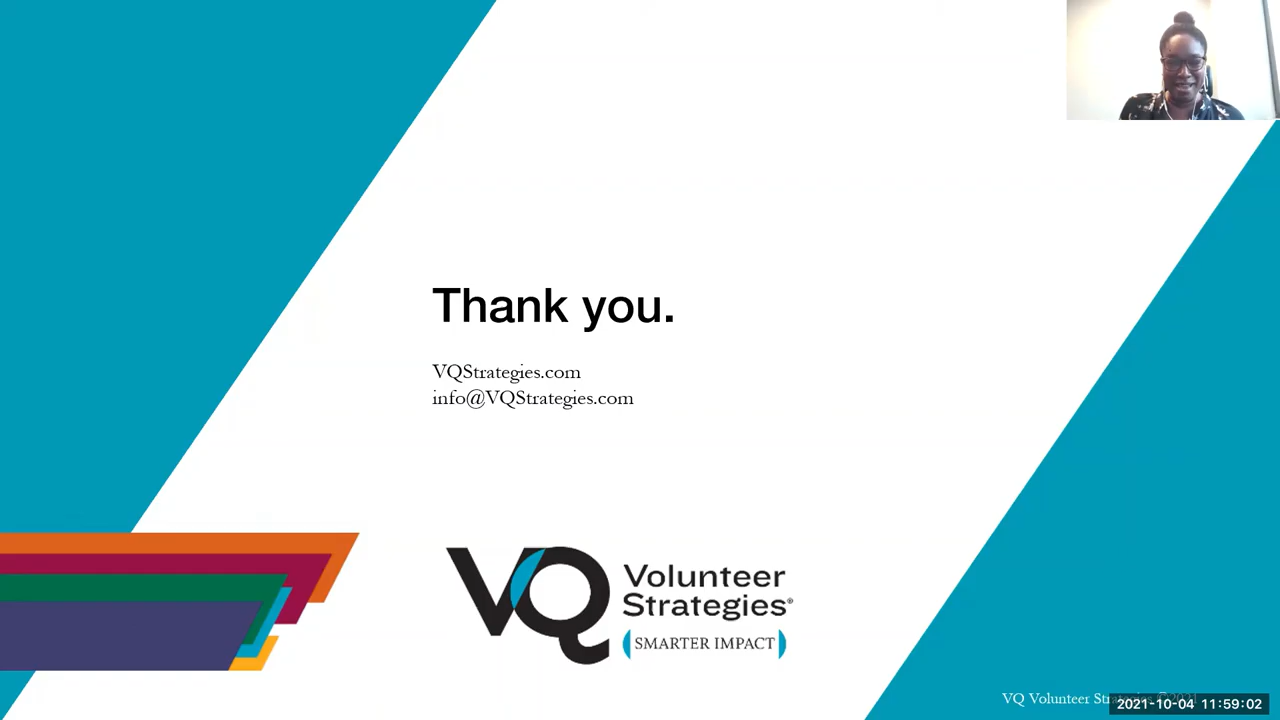 Thank you.
VQStrategies.com
info@VQStrategies.com
VQ Volunteer
Strategies®
SMARTER IMPACT
VQ Volunteer
2021-10-04 11:59:02